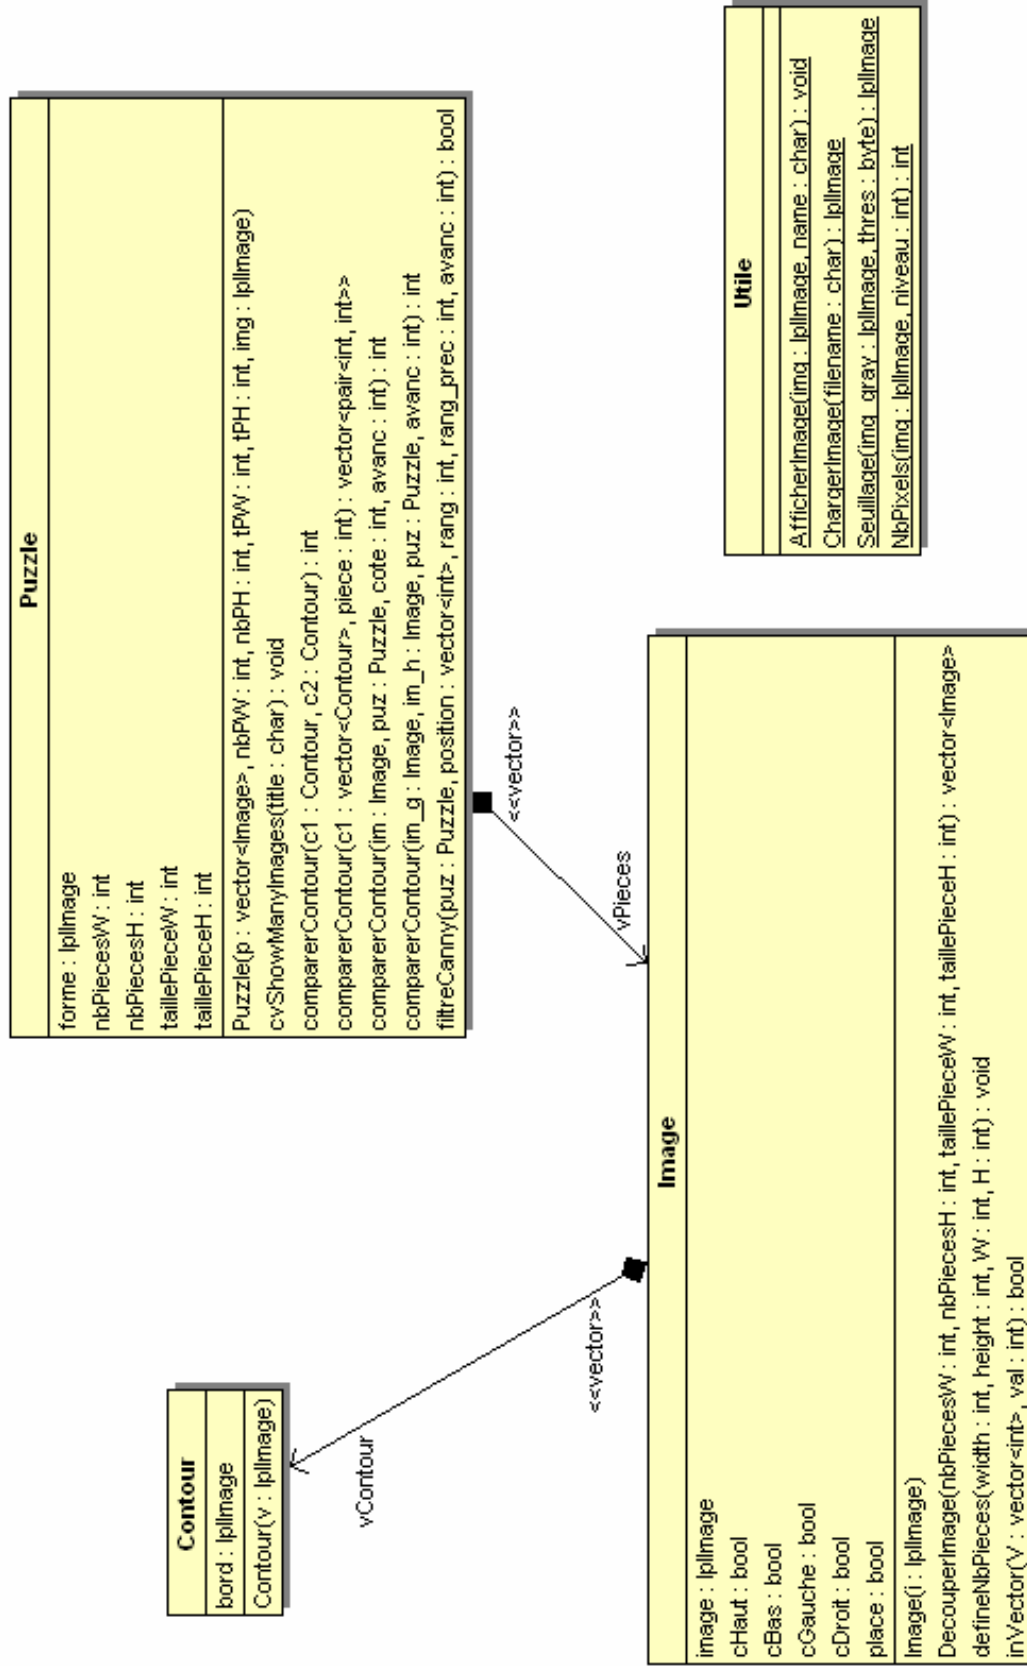 Puzzle
forme : IplImage
nbPiecesW : int
nbPiecesH : int
taillePieceW : int
taillePieceH : int
Puzzle(p : vector<Image>, nbPW : int, nbPH : int, tPW : int, tPH : int, img : IplImage)
cvShowManyImages(title : char) : void
comparerContour(c1 : Contour, c2 : Contour) : int
comparerContour(c1 : vector<Contour>, piece : int) : vector<pair<int, int>>
comparerContour(im : Image, puz : Puzzle, cote : int, avanc : int) : int
comparerContour(im_g : Image, im_h : Image, puz : Puzzle, avanc : int) : int
filtreCanny(puz : Puzzle, position : vector<int>, rang : int, rang_prec : int, avanc : int) : bool
Utile
AfficherImage(img : IplImage, name : char) : void
ChargerImage(filename : char) : IplImage
Seuillage(img_gray : IplImage, thres : byte) : IplImage
NbPixels(img : IplImage, niveau : int) : int
<<vector>>
vPieces
Contour
bord : IplImage
Contour(v : IplImage)
vContour
<<vector>>
Image
image : IplImage
cHaut : bool
cBas : bool
cGauche : bool
cDroit : bool
place : bool
Image(i : IplImage)
DecouperImage(nbPiecesW : int, nbPiecesH : int, taillePieceW : int, taillePieceH : int) : vector<Image>
defineNbPieces(width : int, height : int, W : int, H : int) : void
inVector(V : vector<int>, val : int) : bool